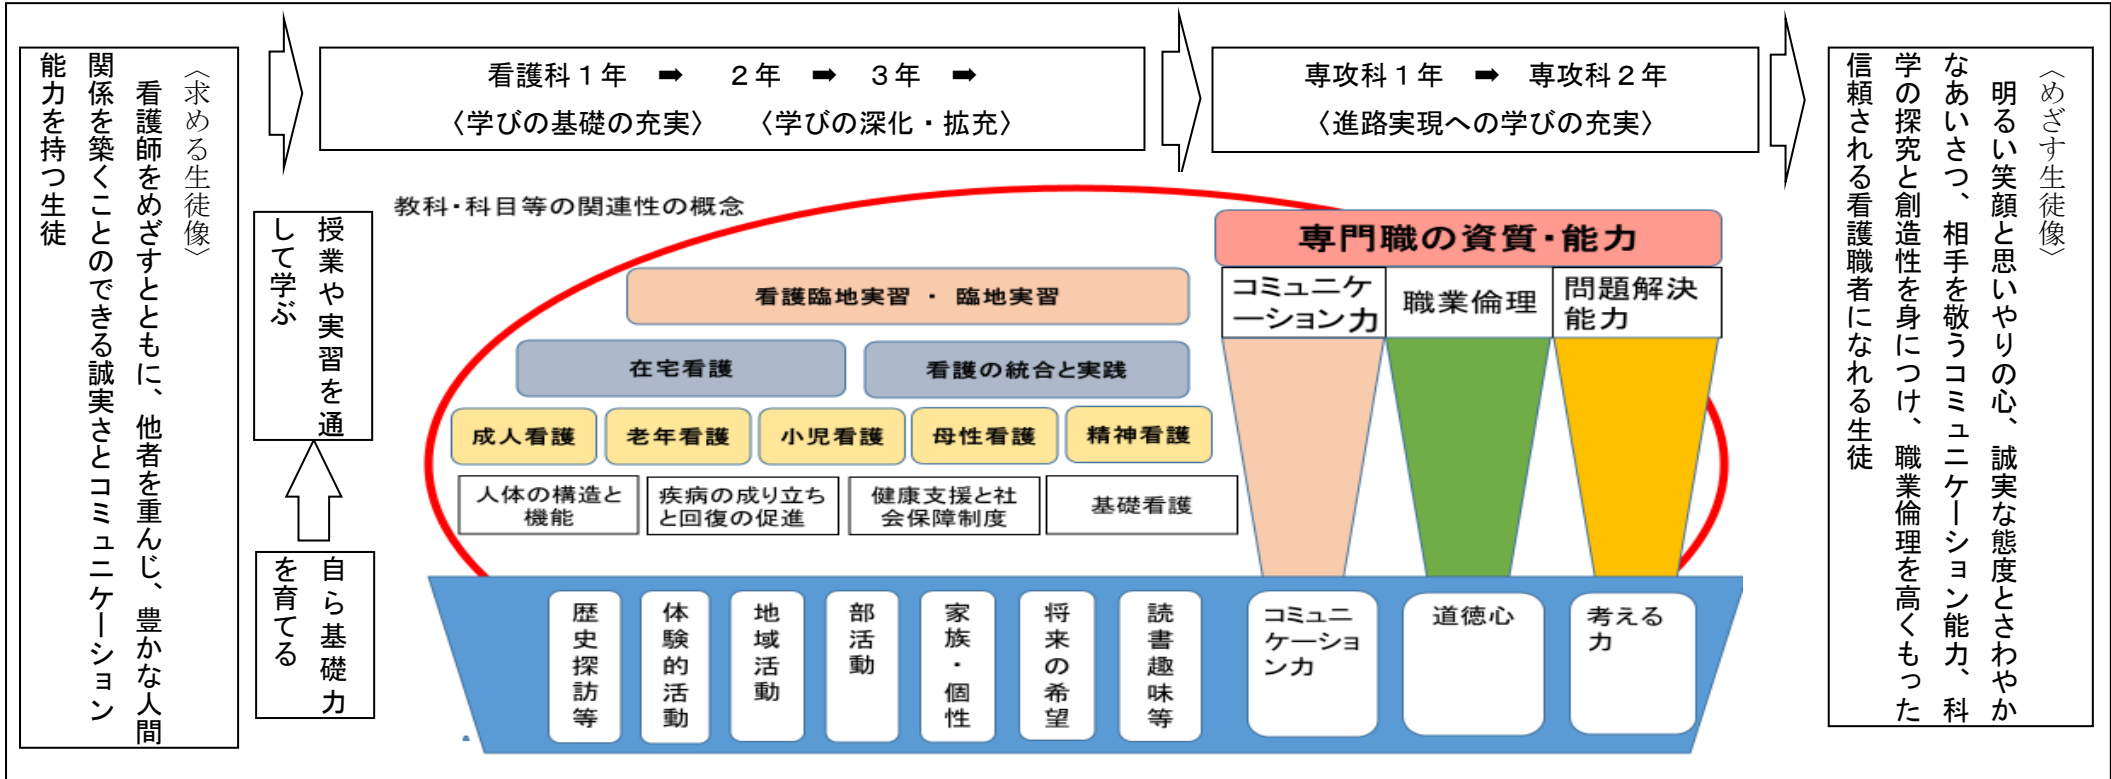 〈求める生徒像〉
看護師をめざすとともに、他者を重んじ、豊かな人間
関係を築くことのできる誠実さとコミュニケーション
能力を持つ生徒
看護科１年 ➡ ２年 ➡ ３年 ➡
〈学びの基礎の充実〉 〈学びの深化・拡充〉
専攻科１年 ➡ 専攻科２年
〈進路実現への学びの充実〉
〈めざす生徒像〉
明るい笑顔と思いやりの心、誠実な態度とさわやか
なあいさつ、相手を敬うコミュニケーション能力、科
学の探究と創造性を身につけ、職業倫理を高くもった
信頼される看護職者になれる生徒
授業や実習を通
して学ぶ
自ら基礎力
を育てる
教科・科目等の関連性の概念
専門職の資質・能力
コミュニケ
ーション力
職業倫理
問題解決
能力
看護臨地実習 ・ 臨地実習
在宅看護
看護の統合と実践
成人看護
老年看護
小児看護
母性看護
精神看護
人体の構造と
機能
疾病の成り立ち
と回復の促進
健康支援と社
会保障制度
基礎看護
歴史探訪等
体験的活動
地域活動
部活動
家族・個性
将来の希望
読書趣味等
コミュニ
ケーショ
ン力
道徳心
考える
力